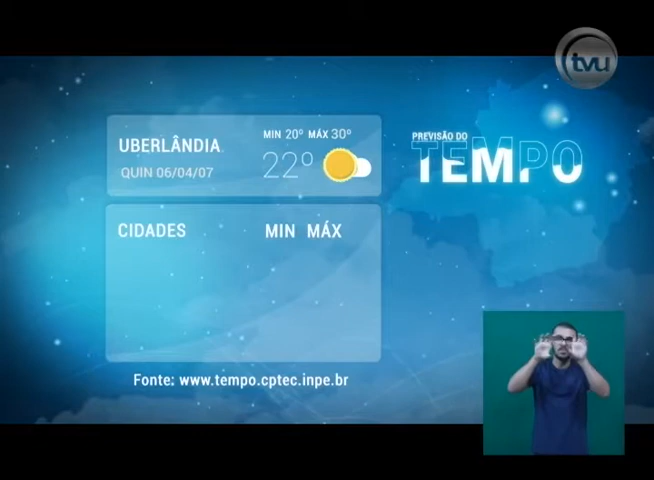 tvu
UBERLÂNDIA
QUIN 06/04/07
MIN 20º MÁX 30º
22º
PREVISÃO DO
TEMPO
CIDADES MIN MÁX
Fonte: www.tempo.cptec.inpe.br